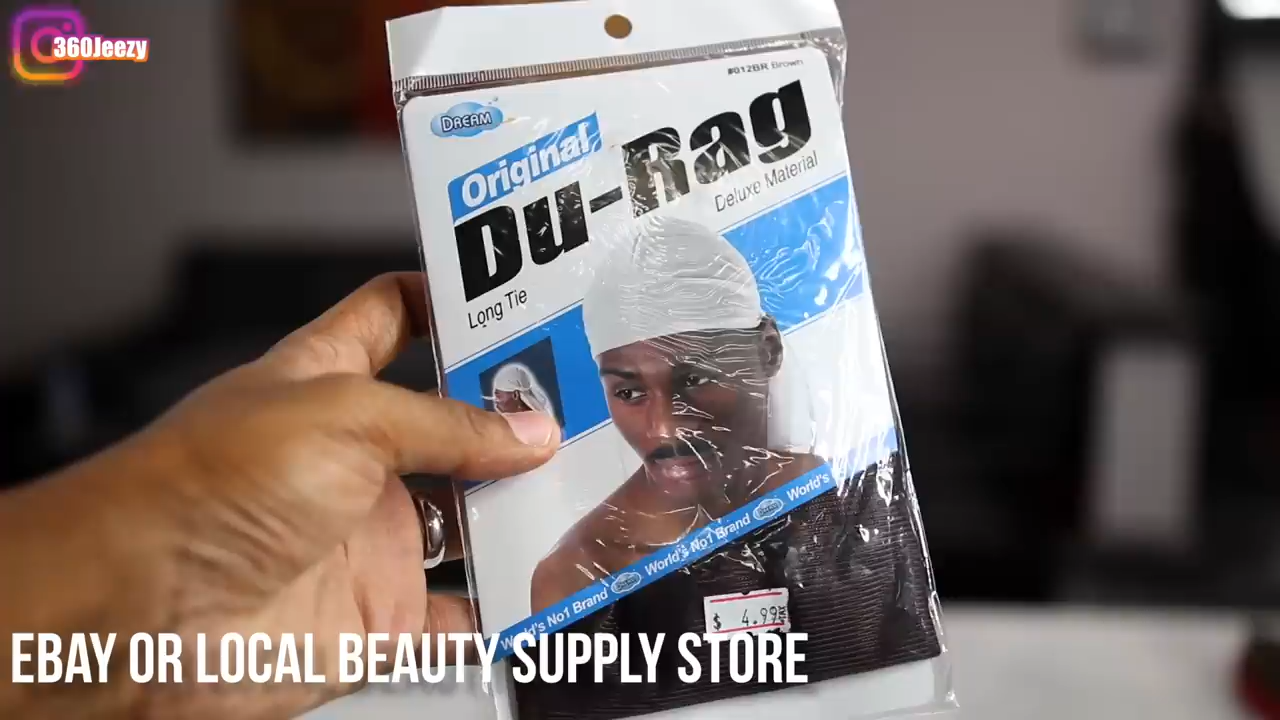 360Jeezy
#012BR Brown
DREAM
Original
Du-Rag
Deluxe Material
Long Tie
World's No1 Brand World's No1 Brand World's
$ 4.99
EBAY OR LOCAL BEAUTY SUPPLY STORE